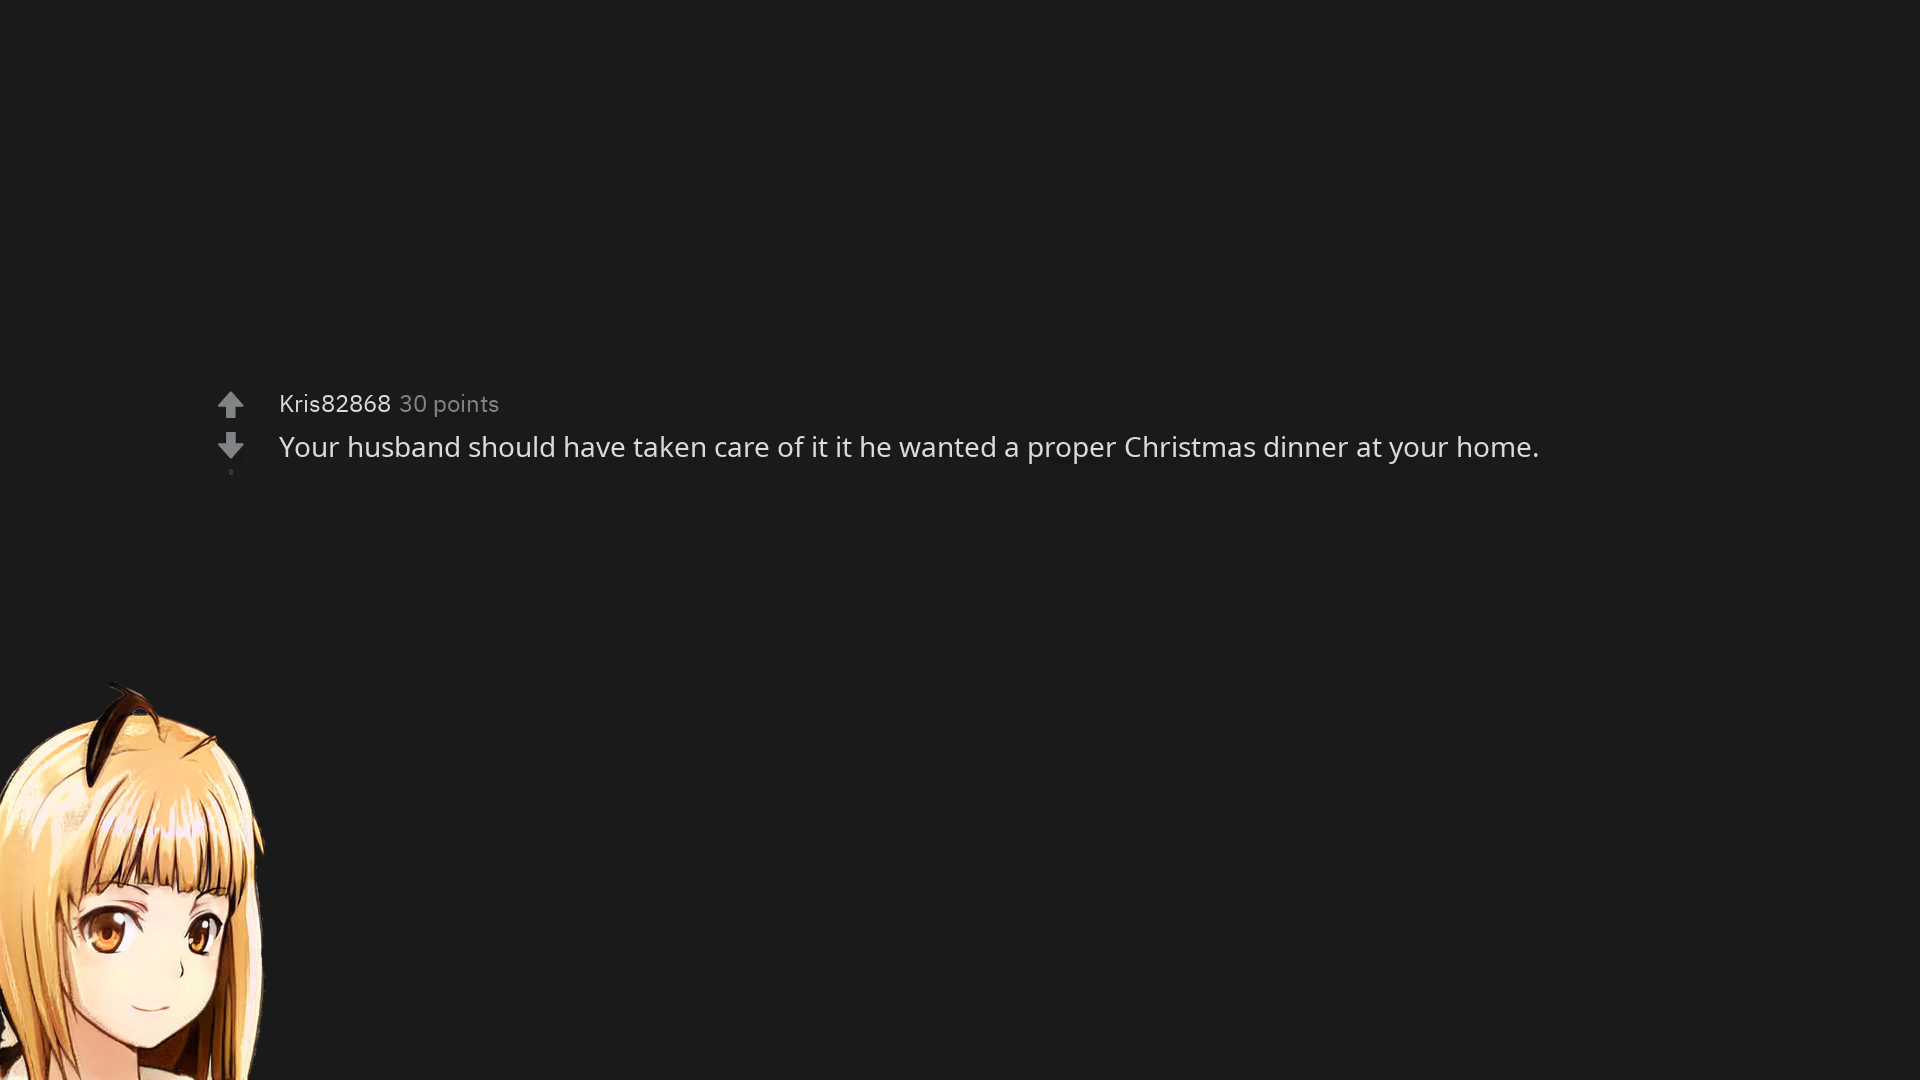 Kris82868 30 points
Your husband should have taken care of it it he wanted a proper Christmas dinner at your home.